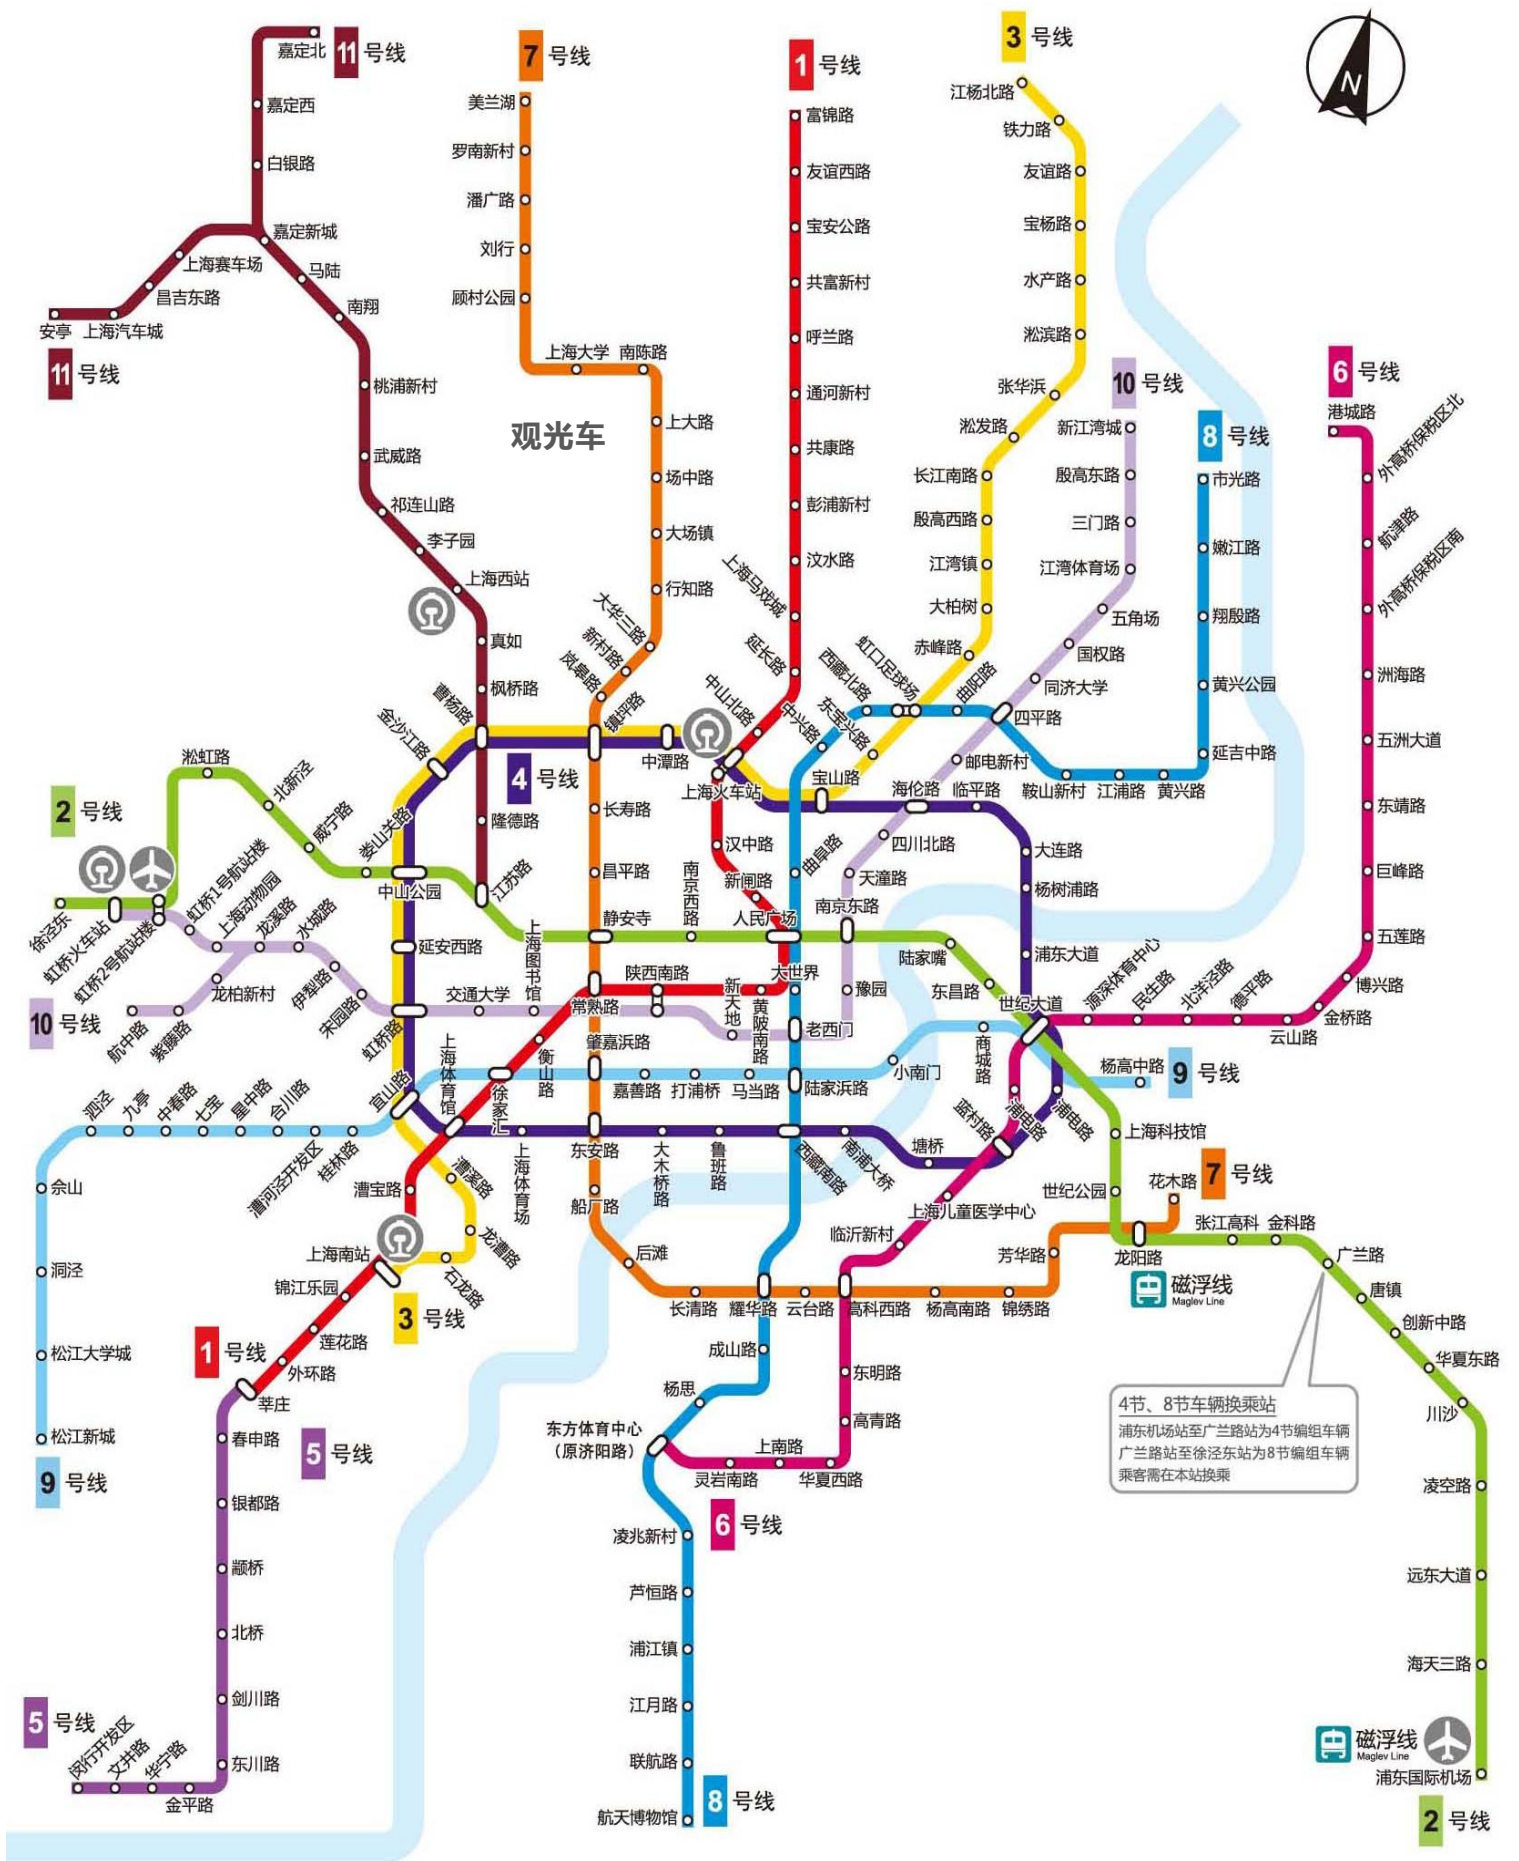 11 号线
嘉定北
嘉定西
白银路
嘉定新城
上海赛车场
昌吉东路
上海汽车城
安亭
11 号线
马陆
南翔
桃浦新村
武威路
祁连山路
李子园
上海西站
真如
枫桥路
曹杨路
隆德路
江苏路
7 号线
美兰湖
罗南新村
潘广路
刘行
顾村公园
上海大学
南陈路
上大路
场中路
大场镇
行知路
大华三路
新村路
岚皋路
镇坪路
长寿路
昌平路
静安寺
常熟路
肇嘉浜路
东安路
船厂路
后滩
长清路
耀华路
云台路
高科西路
杨高南路
锦绣路
芳华路
龙阳路
花木路
7 号线
观光车
1 号线
富锦路
友谊西路
宝安公路
共富新村
呼兰路
通河新村
共康路
彭浦新村
汶水路
上海马戏城
延长路
中山北路
上海火车站
汉中路
新闸路
人民广场
黄陂南路
陕西南路
衡山路
徐家汇
上海体育馆
漕宝路
上海南站
锦江乐园
莲花路
外环路
莘庄
1 号线
3 号线
江杨北路
铁力路
友谊路
宝杨路
水产路
淞滨路
张华浜
淞发路
长江南路
殷高西路
江湾镇
大柏树
赤峰路
虹口足球场
东宝兴路
宝山路
中潭路
金沙江路
中山公园
延安西路
虹桥路
宜山路
漕溪路
龙漕路
石龙路
3 号线
4 号线
海伦路
临平路
大连路
杨树浦路
浦东大道
世纪大道
浦电路
浦电路
蓝村路
塘桥
南浦大桥
西藏南路
鲁班路
大木桥路
上海体育场
10 号线
新江湾城
殷高东路
三门路
江湾体育场
五角场
国权路
同济大学
四平路
邮电新村
四川北路
天潼路
南京东路
豫园
老西门
新天地
上海图书馆
交通大学
宋园路
伊犁路
水城路
龙溪路
上海动物园
虹桥1号航站楼
虹桥2号航站楼
虹桥火车站
龙柏新村
紫藤路
航中路
10 号线
8 号线
市光路
嫩江路
翔殷路
黄兴公园
延吉中路
黄兴路
江浦路
鞍山新村
曲阳路
西藏北路
中兴路
曲阜路
大世界
陆家浜路
成山路
杨思
东方体育中心
（原济阳路）
凌兆新村
芦恒路
浦江镇
江月路
联航路
航天博物馆
8 号线
6 号线
港城路
外高桥保税区北
航津路
外高桥保税区南
洲海路
五洲大道
东靖路
巨峰路
五莲路
博兴路
金桥路
云山路
德平路
北洋泾路
民生路
源深体育中心
上海儿童医学中心
临沂新村
东明路
高青路
华夏西路
上南路
灵岩南路
6 号线
2 号线
徐泾东
淞虹路
北新泾
威宁路
娄山关路
南京西路
陆家嘴
东昌路
上海科技馆
世纪公园
张江高科
金科路
广兰路
唐镇
创新中路
华夏东路
川沙
凌空路
远东大道
海天三路
浦东国际机场
2 号线
9 号线
杨高中路
商城路
小南门
马当路
打浦桥
嘉善路
桂林路
漕河泾开发区
合川路
星中路
七宝
中春路
九亭
泗泾
佘山
洞泾
松江大学城
松江新城
9 号线
5 号线
春申路
银都路
颛桥
北桥
剑川路
东川路
金平路
华宁路
文井路
闵行开发区
5 号线
磁浮线
Maglev Line
4节、8节车辆换乘站
浦东机场站至广兰路站为4节编组车辆
广兰路站至徐泾东站为8节编组车辆
乘客需在本站换乘
磁浮线
Maglev Line
N